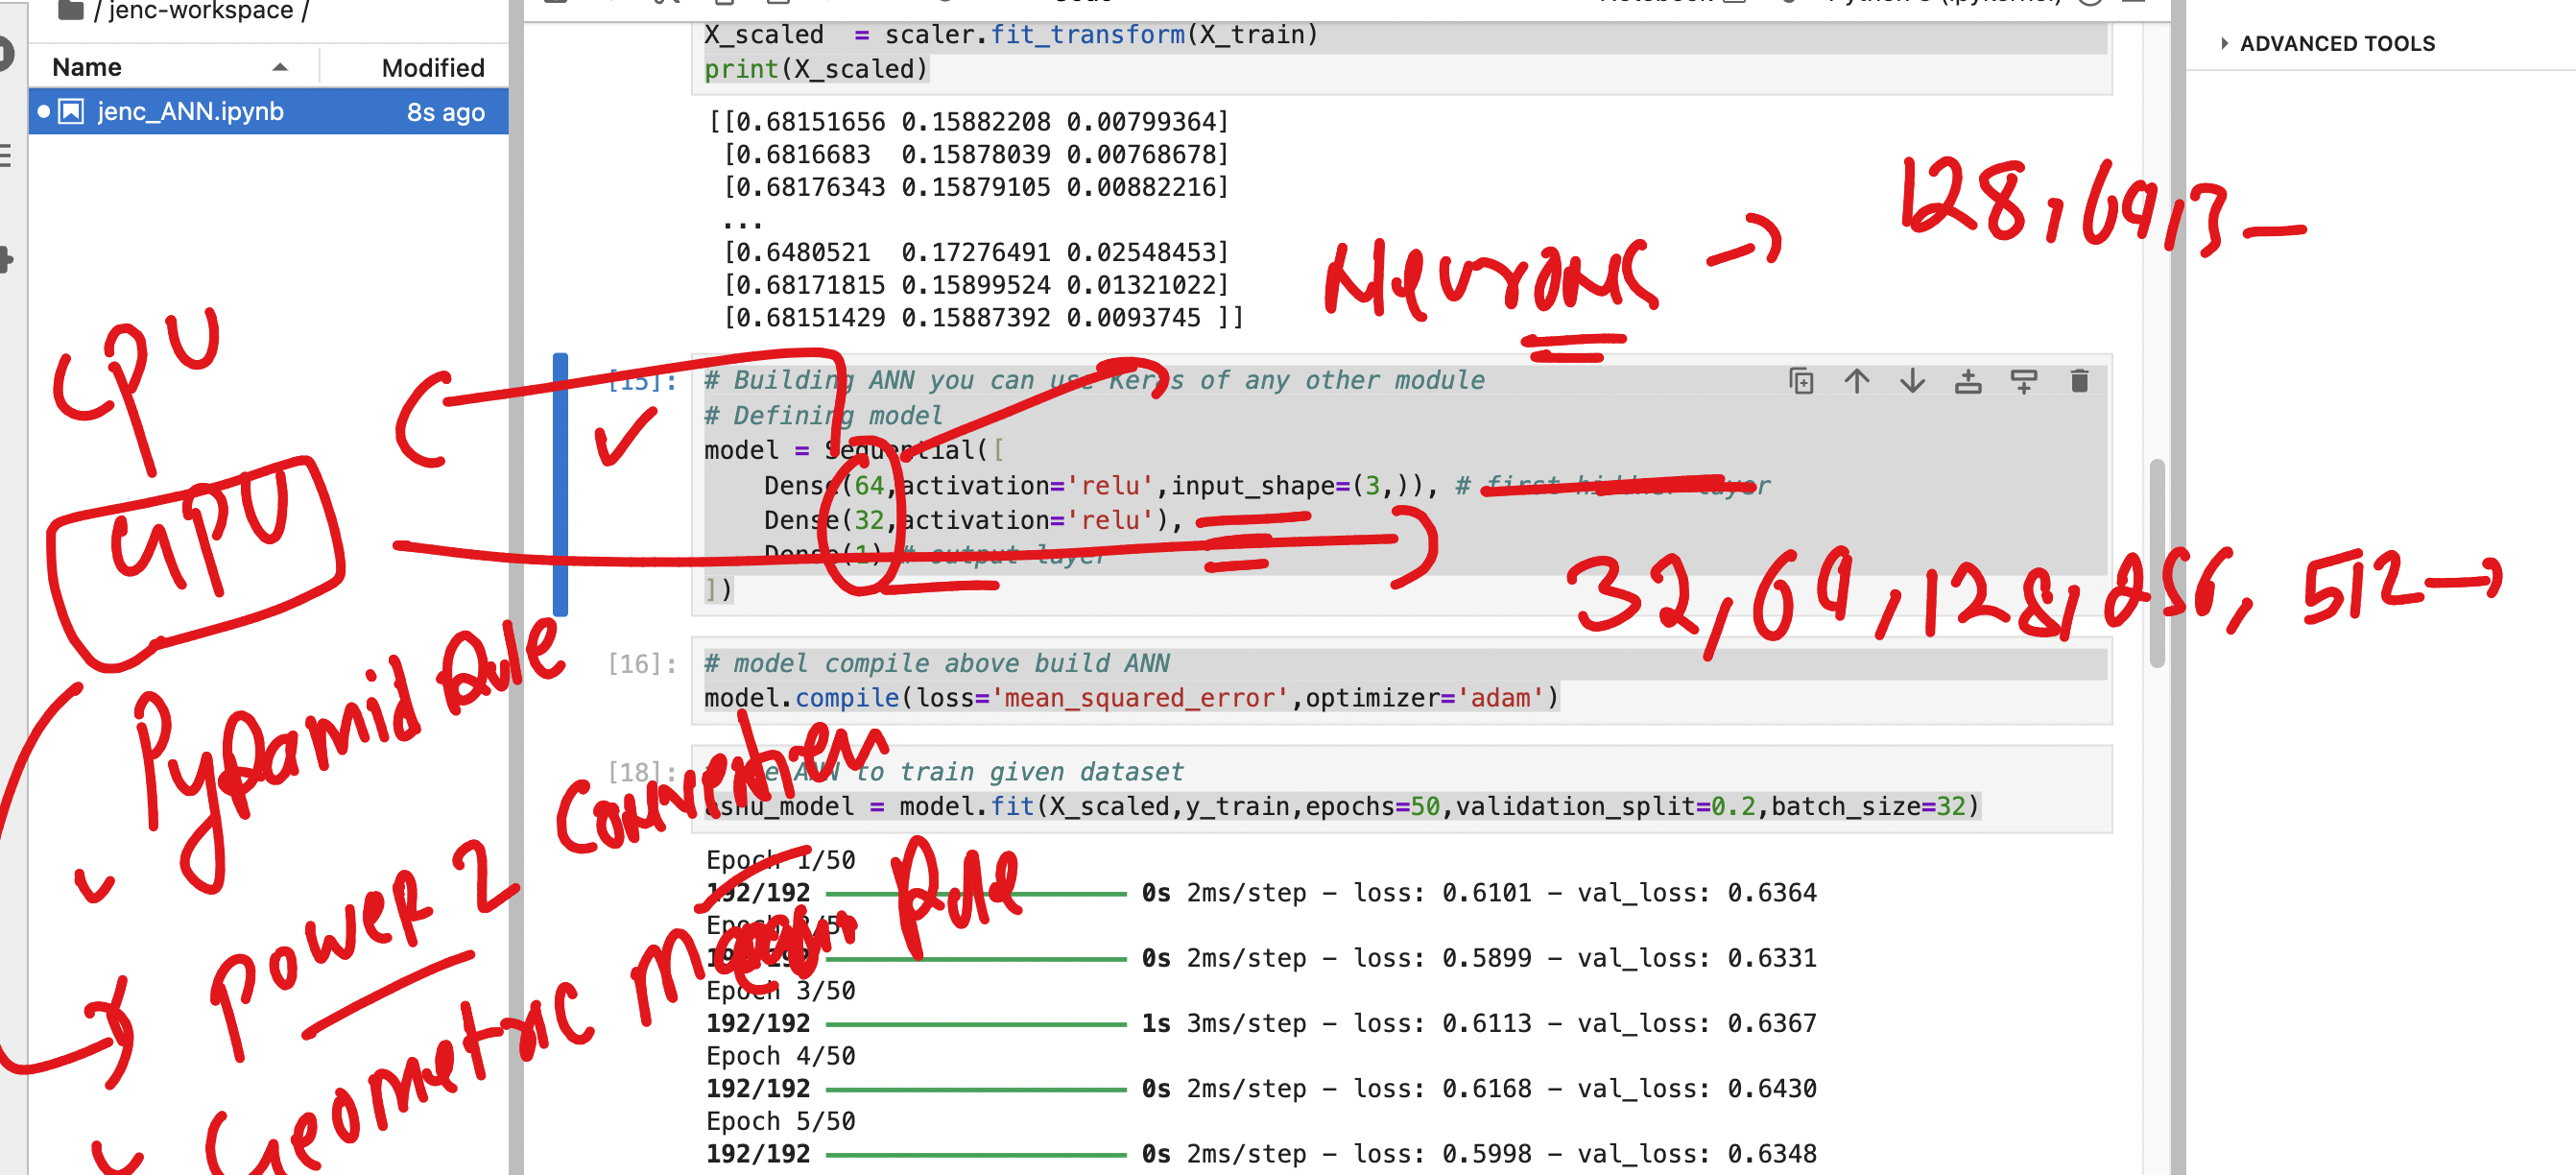 / jenc-workspace /
Name
Modified
jenc_ANN.ipynb
8s ago
ADVANCED TOOLS
X_scaled  = scaler.fit_transform(X_train)
print(X_scaled)
[[0.68151656 0.15882208 0.00799364]
[0.6816683  0.15878039 0.00768678]
[0.68176343 0.15879105 0.00882216]
...
[0.6480521  0.17276491 0.02548453]
[0.68171815 0.15899524 0.01321022]
[0.68151429 0.15887392 0.0093745 ]]
Neurons →
128, 64, 3 —
CPU
GPU
[15]:
# Building ANN you can use Keras of any other module
# Defining model
model = Sequential([
Dense(64,activation='relu',input_shape=(3,)), # first hidden layer
Dense(32,activation='relu'),
Dense(1) # output layer
])
32, 64, 128, 256, 512 →
[16]:
# model compile above build ANN
model.compile(loss='mean_squared_error',optimizer='adam')
[18]:
ANN to train given dataset
ashu_model = model.fit(X_scaled,y_train,epochs=50,validation_split=0.2,batch_size=32)
Pyramid Rule
Power 2 Convention
Geometric Mean Rule
Epoch 1/50
192/192 0s 2ms/step - loss: 0.6101 - val_loss: 0.6364
Epoch 2/50
192/192 0s 2ms/step - loss: 0.5899 - val_loss: 0.6331
Epoch 3/50
192/192 1s 3ms/step - loss: 0.6113 - val_loss: 0.6367
Epoch 4/50
192/192 0s 2ms/step - loss: 0.6168 - val_loss: 0.6430
Epoch 5/50
192/192 0s 2ms/step - loss: 0.5998 - val_loss: 0.6348